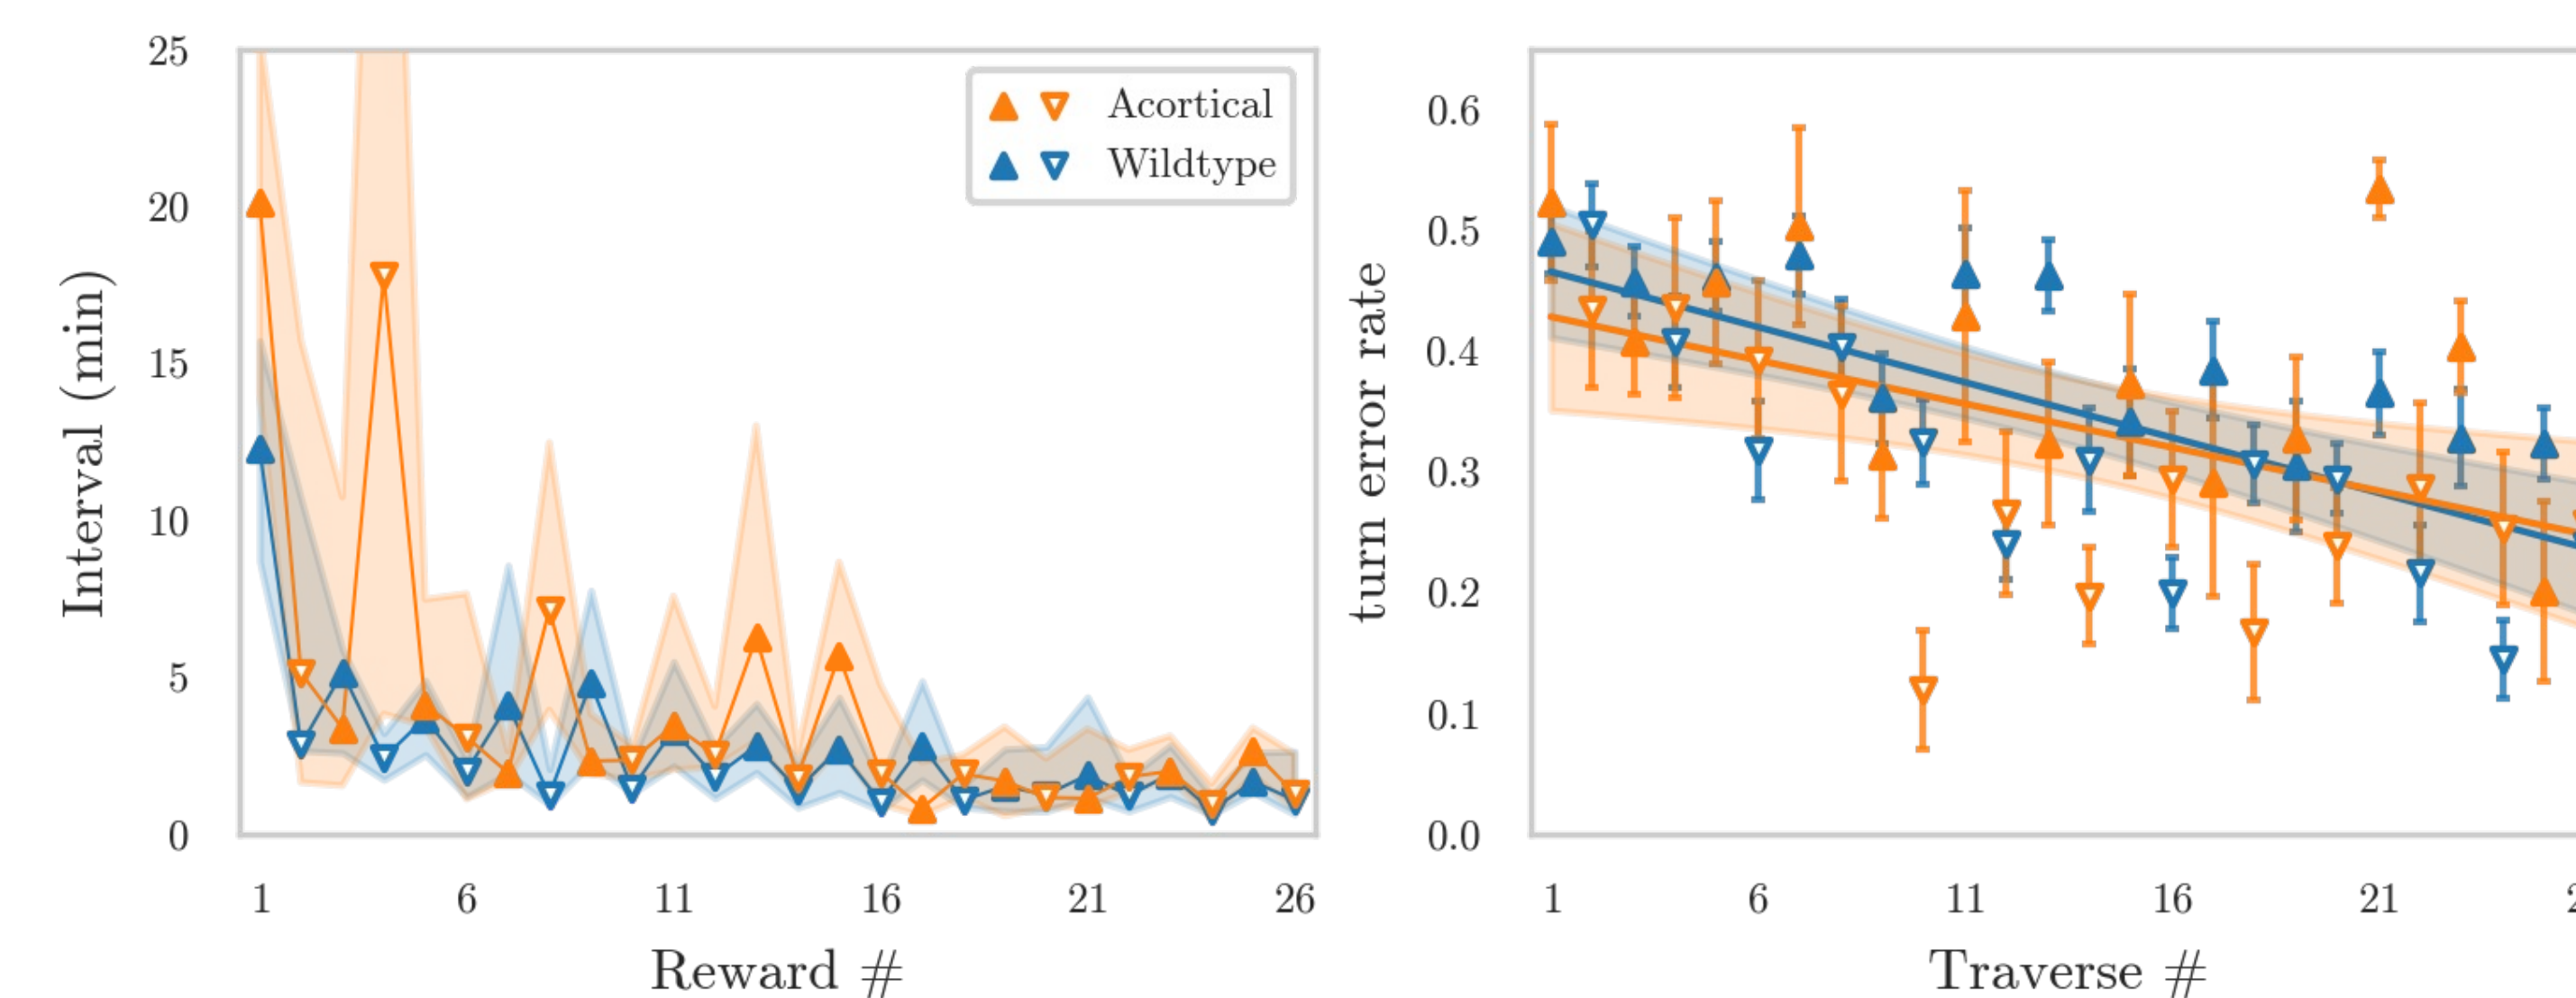 25
20
15
10
5
0
Interval (min)
Acortical
Wildtype
1 6 11 16 21 26
Reward #
0.6
0.5
0.4
0.3
0.2
0.1
0.0
turn error rate
1 6 11 16 21
Traverse #